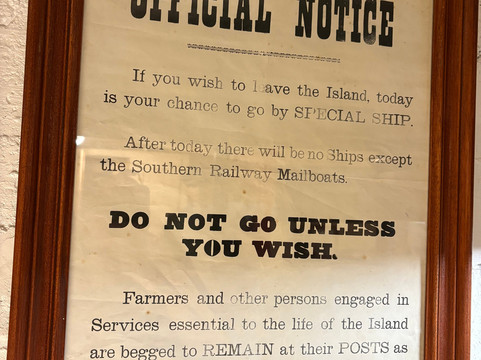 OFFICIAL NOTICE
If you wish to leave the Island, today
is your chance to go by SPECIAL SHIP.
After today there will be no Ships except
the Southern Railway Mailboats.
DO NOT GO UNLESS
YOU WISH.
Farmers and other persons engaged in
Services essential to the life of the Island
are begged to REMAIN at their POSTS as